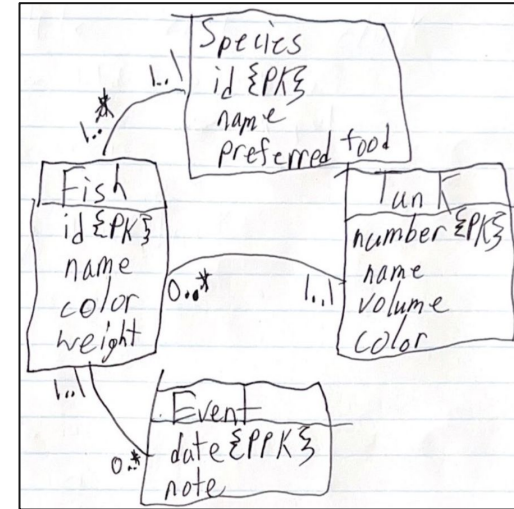 Species
id {PK}
name
preferred food
1..1
1..*
Fish
id {PK}
name
color
weight
Tank
number {PK}
name
volume
color
0..*
1..1
1..1
0..*
Event
date {PPK}
note